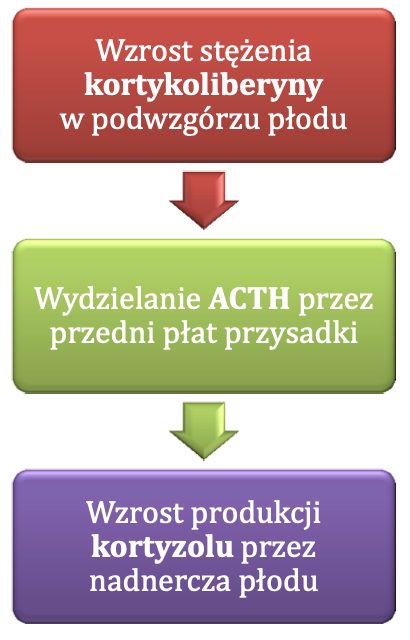 Wzrost stężenia
kortykoliberyny
w podwzgórzu płodu
Wydzielanie ACTH przez
przedni płat przysadki
Wzrost produkcji
kortyzolu przez
nadnercza płodu